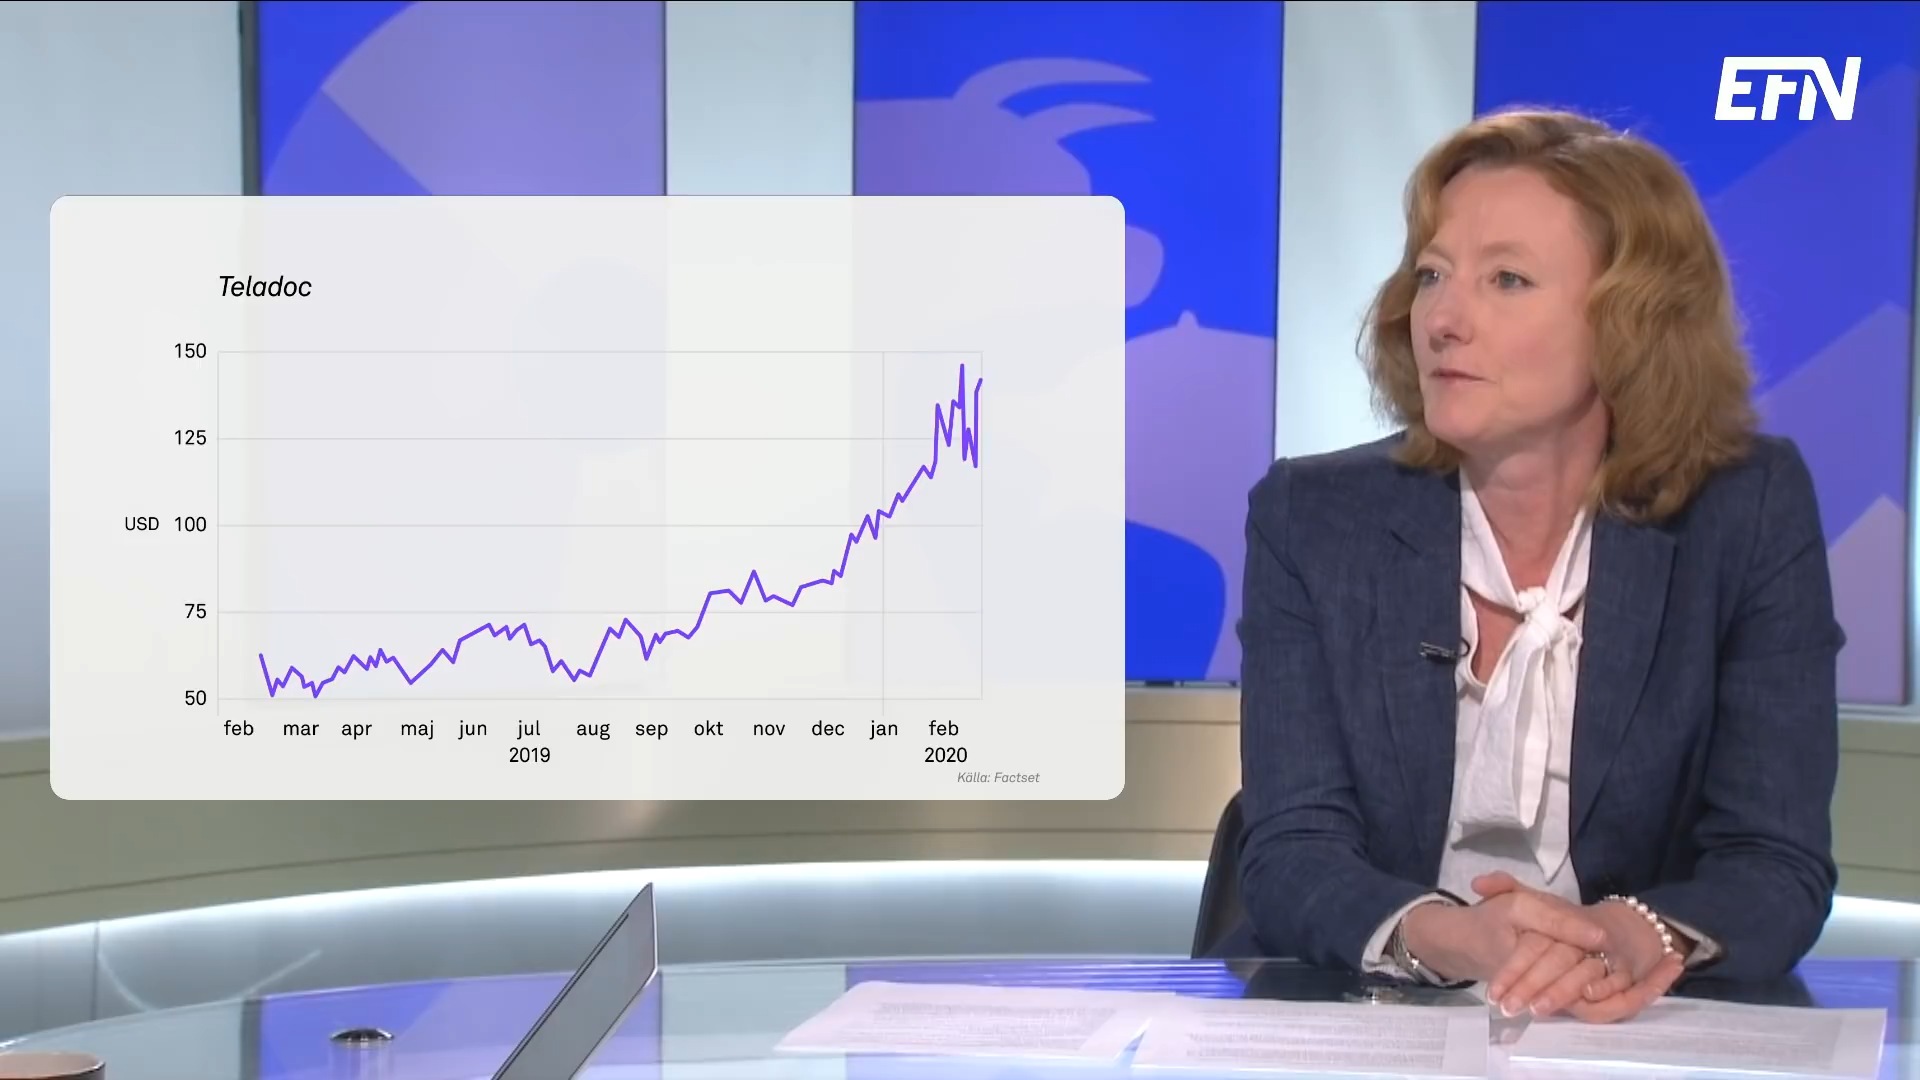 EFN
Teladoc
150
125
USD 100
75
50
feb mar apr maj jun jul aug sep okt nov dec jan feb
2019 2020
Källa: Factset